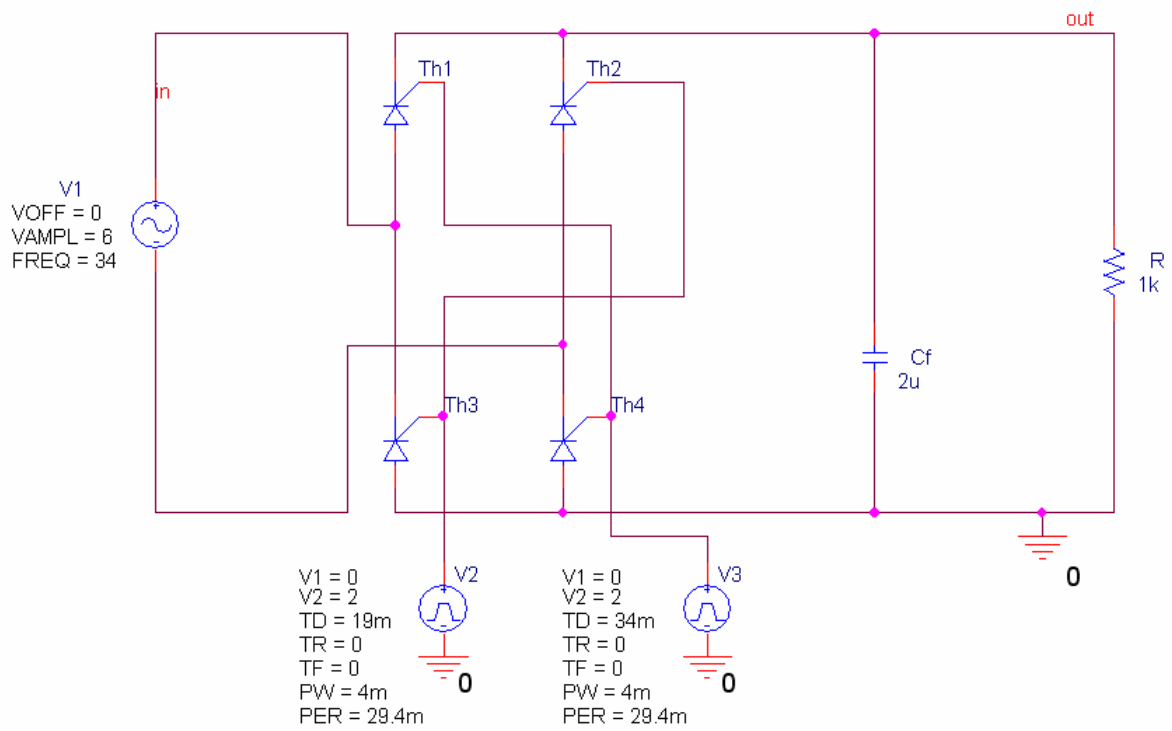 out
Th1
Th2
in
V1
VOFF = 0
VAMPL = 6
FREQ = 34
R
1k
Cf
2u
Th3
Th4
V1 = 0
V2 = 2
TD = 19m
TR = 0
TF = 0
PW = 4m
PER = 29.4m
V2
0
V1 = 0
V2 = 2
TD = 34m
TR = 0
TF = 0
PW = 4m
PER = 29.4m
V3
0
0